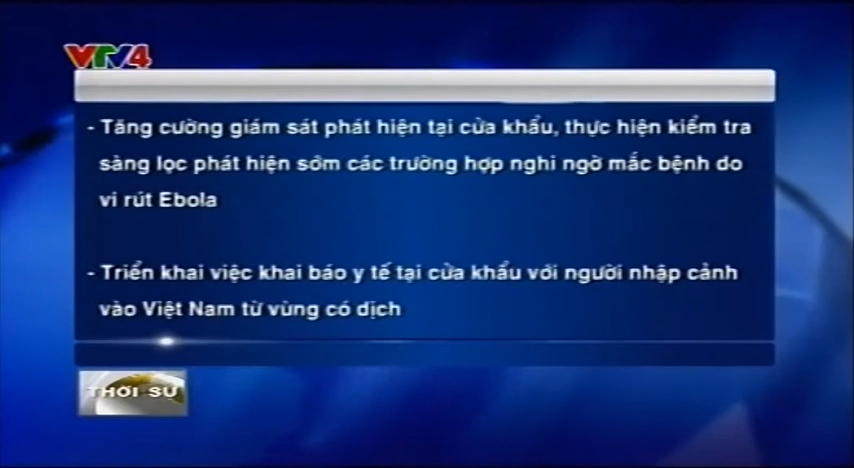 VTV4
- Tăng cường giám sát phát hiện tại cửa khẩu, thực hiện kiểm tra
sàng lọc phát hiện sớm các trường hợp nghi ngờ mắc bệnh do
vi rút Ebola
- Triển khai việc khai báo y tế tại cửa khẩu với người nhập cảnh
vào Việt Nam từ vùng có dịch
THỜI SỰ